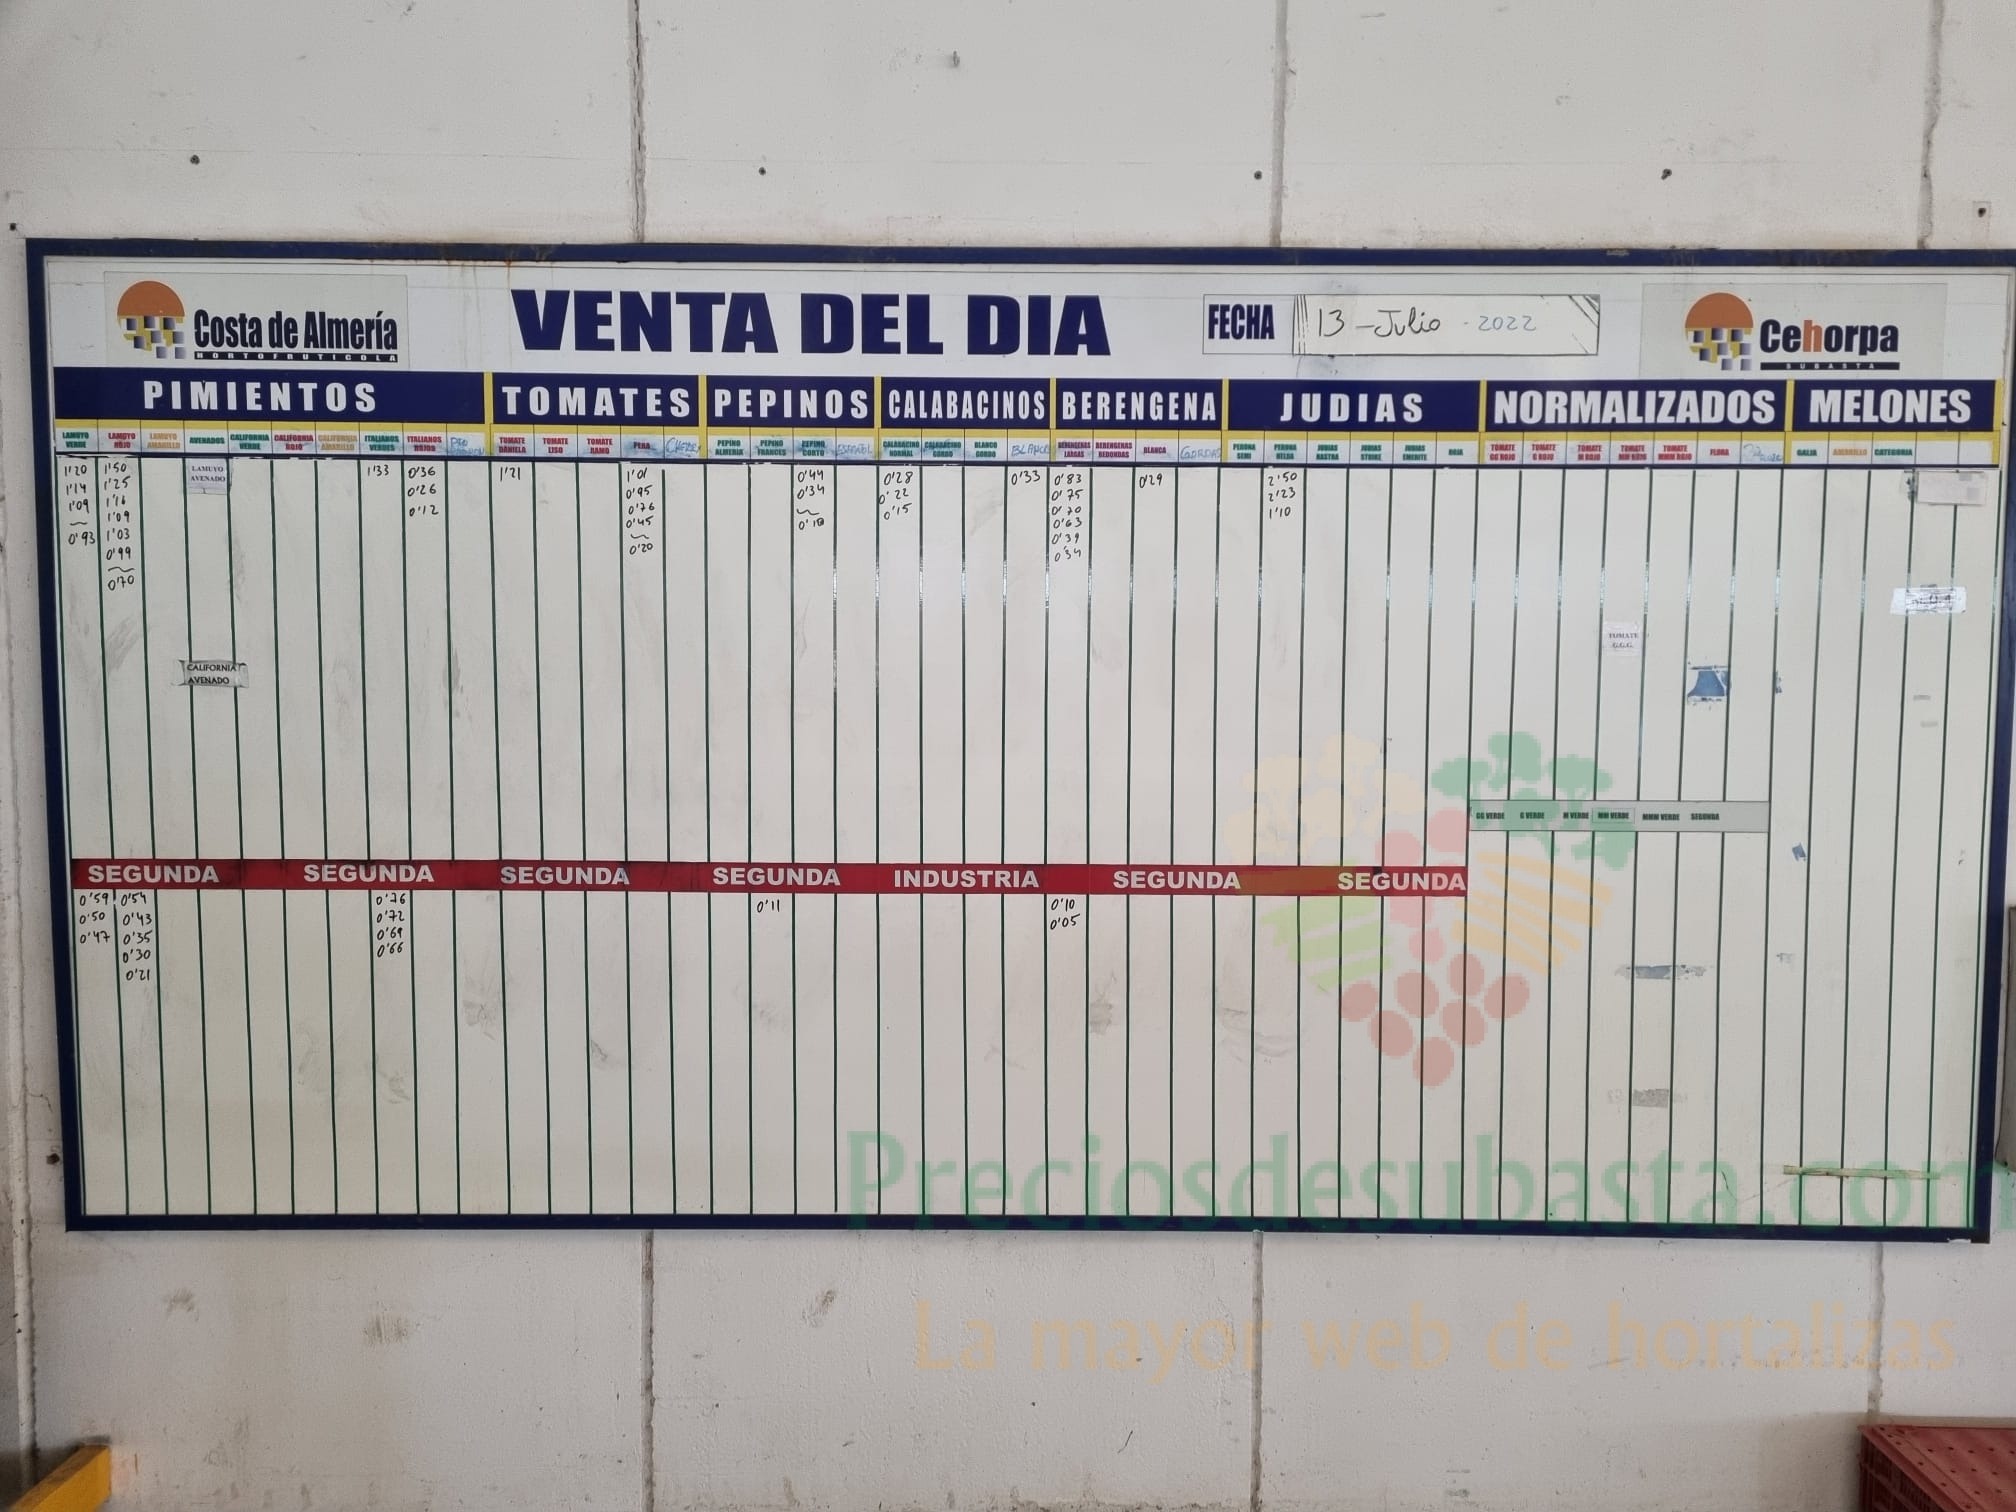 Costa de Almería
HORTOFRUTICOLA
VENTA DEL DIA
FECHA 13 - Julio - 2022
Cehorpa
SUBASTA
PIMIENTOS TOMATES PEPINOS CALABACINOS BERENGENA JUDIAS NORMALIZADOS MELONES
LAMUYO VERDE
LAMUYO ROJO
LAMUYO AMARILLO
AVENADOS
CALIFORNIA VERDE
CALIFORNIA ROJO
CALIFORNIA AMARILLO
ITALIANOS VERDES
ITALIANOS ROJOS
TOMATE DANIELA
TOMATE LISO
TOMATE RAMO
PERA
PEPINO ALMERIA
PEPINO FRANCES
PEPINO CORTO
ESPAÑOL
CALABACINO NORMAL
CALABACINO GORDO
BLANCO GORDO
BLANCO
BERENGENAS LARGAS
BERENGENAS REDONDAS
BLANCA
GORDAS
PERONA SEMI
PERONA HELDA
JUDIAS RASTRA
JUDIAS STRIKE
JUDIAS EMERITE
ROJA
TOMATE GG ROJO
TOMATE G ROJO
TOMATE M ROJO
TOMATE MM ROJO
TOMATE MMM ROJO
FLORA
GALIA
AMARILLO
CATEGORIA
1'20
1'14
1'09
~
0'93
1'50
1'25
1'16
1'09
1'03
0'99
~
0'70
LAMUYO
AVENADO
1'33
0'36
0'26
0'12
1'21
1'01
0'95
0'76
0'45
~
0'20
0'44
0'34
~
0'10
0'28
0'22
0'15
0'33
0'83
0'75
0'70
0'63
0'39
0'34
0'29
2'50
2'23
1'10
CALIFORNIA
AVENADO
TOMATE
GG VERDE G VERDE M VERDE MM VERDE MMM VERDE SEGUNDA
SEGUNDA SEGUNDA SEGUNDA SEGUNDA INDUSTRIA SEGUNDA SEGUNDA
0'59
0'50
0'47
0'54
0'43
0'35
0'30
0'21
0'76
0'72
0'69
0'66
0'11
0'10
0'05
Preciosdesubasta.com
La mayor web de hortalizas